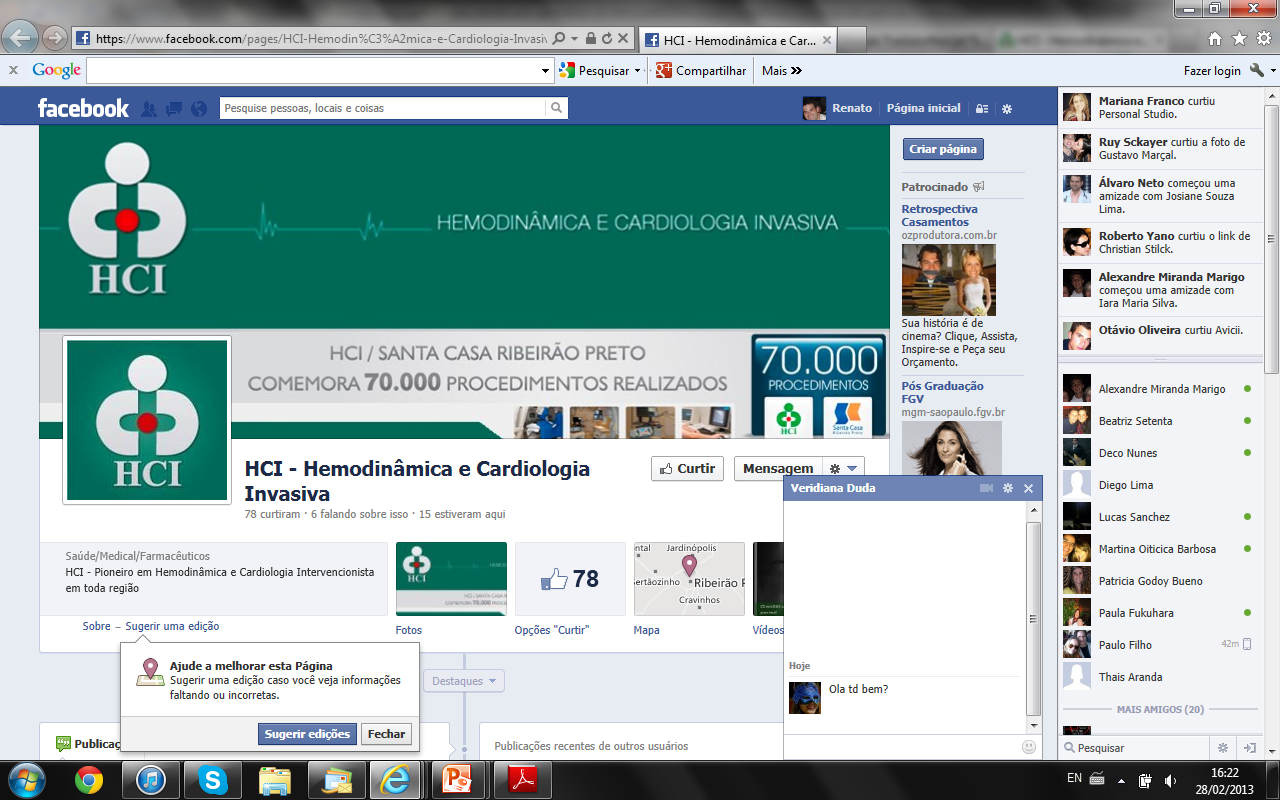 https://www.facebook.com/pages/HCI-Hemodin%C3%A2mica-e-Cardiologia-Invasiv
HCI - Hemodinâmica e Car...
Google
Pesquisar
Compartilhar
Mais »
Fazer login
facebook
Pesquise pessoas, locais e coisas
Renato
Página inicial
HCI
HEMODINÂMICA E CARDIOLOGIA INVASIVA
HCI / SANTA CASA RIBEIRÃO PRETO
COMEMORA 70.000 PROCEDIMENTOS REALIZADOS
70.000
PROCEDIMENTOS
HCI
SANTA CASA
HCI
HCI - Hemodinâmica e Cardiologia
Invasiva
78 curtiram · 6 falando sobre isso · 15 estiveram aqui
Curtir
Mensagem
Saúde/Medical/Farmacêuticos
HCI - Pioneiro em Hemodinâmica e Cardiologia Intervencionista
em toda região
Sobre – Sugerir uma edição
HCI
Fotos
78
Opções "Curtir"
Jardinópolis
Ribeirão P
Cravinhos
Mapa
Vídeos
Ajude a melhorar esta Página
Sugerir uma edição caso você veja informações
faltando ou incorretas.
Sugerir edições
Fechar
Destaques
Publicaç
Publicações recentes de outros usuários
Criar página
Patrocinado
Retrospectiva
Casamentos
ozprodutora.com.br
Sua história é de
cinema? Clique, Assista,
Inspire-se e Peça seu
Orçamento.
Pós Graduação
FGV
mgm-saopaulo.fgv.br
Veridiana Duda
Hoje
Ola td bem?
Mariana Franco curtiu
Personal Studio.
Ruy Sckayer curtiu a foto de
Gustavo Marçal.
Álvaro Neto começou uma
amizade com Josiane Souza
Lima.
Roberto Yano curtiu o link de
Christian Stilck.
Alexandre Miranda Marigo
começou uma amizade com
Iara Maria Silva.
Otávio Oliveira curtiu Avicii.
Alexandre Miranda Marigo
Beatriz Setenta
Deco Nunes
Diego Lima
Lucas Sanchez
Martina Oiticica Barbosa
Patricia Godoy Bueno
Paula Fukuhara
Paulo Filho
42m
Thais Aranda
MAIS AMIGOS (20)
Pesquisar
EN
16:22
28/02/2013